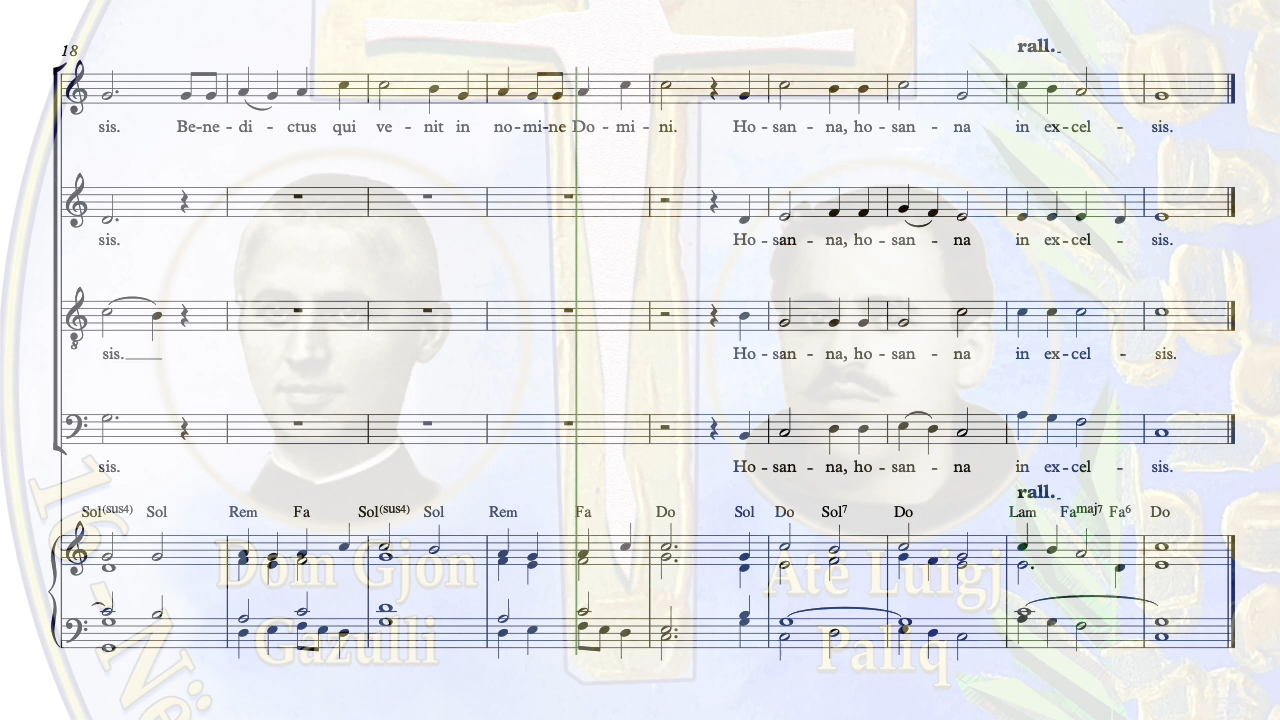 18
rall.
sis. Be-ne - di - ctus qui ve - nit in no-mi-ne Do - mi - ni. Ho - san - na, ho - san - na in ex - cel - sis.
sis. Ho - san - na, ho - san - na in ex - cel - sis.
sis. Ho - san - na, ho - san - na in ex - cel - sis.
sis. Ho - san - na, ho - san - na in ex - cel - sis.
rall.
Sol(sus4) Sol Rem Fa Sol(sus4) Sol Rem Fa Do Sol Do Sol7 Do Lam Famaj7 Fa6 Do
Dom Gjon
Gazulli
Atë Luigj
Paliq
16 - Në